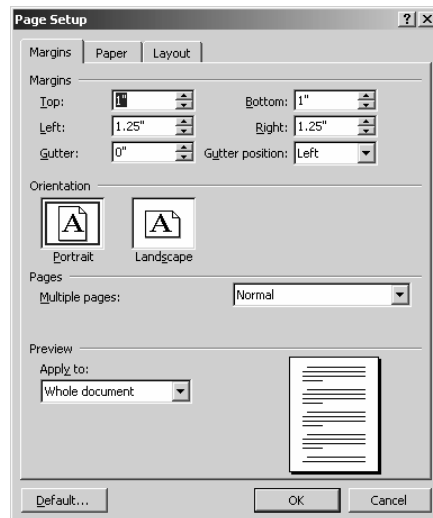 Page Setup ? X
Margins Paper Layout
Margins
Top: 1" Bottom: 1"
Left: 1.25" Right: 1.25"
Gutter: 0" Gutter position: Left
Orientation
A A
Portrait Landscape
Pages
Multiple pages: Normal
Preview
Apply to:
Whole document
Default... OK Cancel